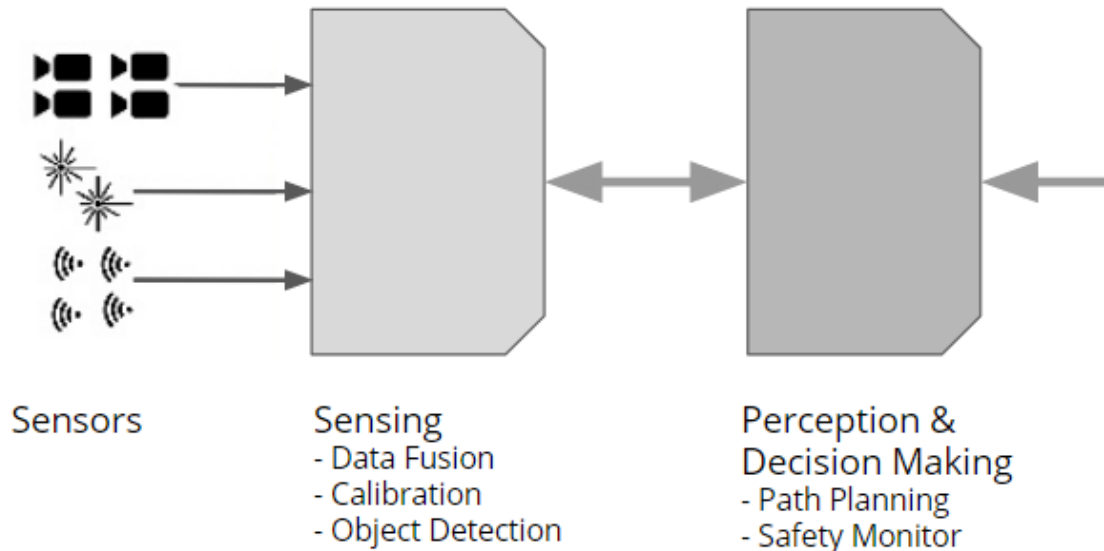 Sensors
Sensing
- Data Fusion
- Calibration
- Object Detection
Perception &
Decision Making
- Path Planning
- Safety Monitor